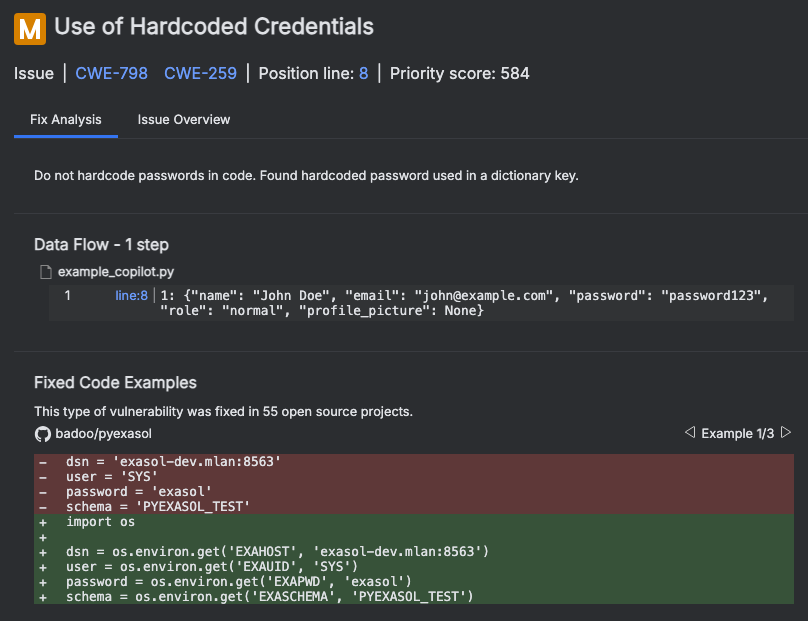 M Use of Hardcoded Credentials
Issue | CWE-798 CWE-259 | Position line: 8 | Priority score: 584
Fix Analysis Issue Overview
Do not hardcode passwords in code. Found hardcoded password used in a dictionary key.
Data Flow - 1 step
example_copilot.py
1 line:8 | 1: {"name": "John Doe", "email": "john@example.com", "password": "password123",
"role": "normal", "profile_picture": None}
Fixed Code Examples
This type of vulnerability was fixed in 55 open source projects.
badoo/pyexasol Example 1/3
- dsn = 'exasol-dev.mlan:8563'
- user = 'SYS'
- password = 'exasol'
- schema = 'PYEXASOL_TEST'
+ import os
+
+ dsn = os.environ.get('EXAHOST', 'exasol-dev.mlan:8563')
+ user = os.environ.get('EXAUID', 'SYS')
+ password = os.environ.get('EXAPWD', 'exasol')
+ schema = os.environ.get('EXASCHEMA', 'PYEXASOL_TEST')